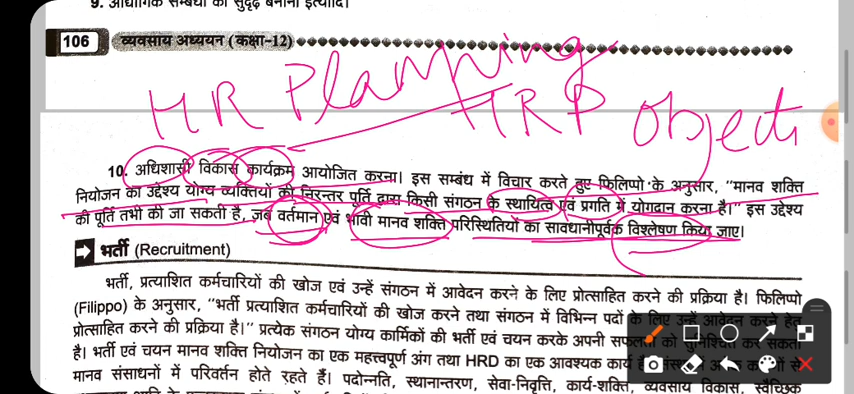 9. औद्योगिक सम्बंधों को सुदृढ़ बनाना इत्यादि।
106 व्यवसाय अध्ययन (कक्षा-12)
HR Planning
HRP Objecti
10. अधिशासी विकास कार्यक्रम आयोजित करना। इस सम्बंध में विचार करते हुए फिलिप्पो के अनुसार, "मानव शक्ति
नियोजन का उद्देश्य योग्य व्यक्तियों की निरन्तर पूर्ति द्वारा किसी संगठन के स्थायित्व एवं प्रगति में योगदान करना है।" इस उद्देश्य
की पूर्ति तभी की जा सकती है, जब वर्तमान एवं भावी मानव शक्ति परिस्थितियों का सावधानीपूर्वक विश्लेषण किया जाए।
भर्ती (Recruitment)
भर्ती, प्रत्याशित कर्मचारियों की खोज एवं उन्हें संगठन में आवेदन करने के लिए प्रोत्साहित करने की प्रक्रिया है। फिलिप्पो
(Filippo) के अनुसार, "भर्ती प्रत्याशित कर्मचारियों की खोज करने तथा संगठन में विभिन्न पदों के लिए उन्हें आवेदन करने हेतु
प्रोत्साहित करने की प्रक्रिया है।" प्रत्येक संगठन योग्य कार्मिकों की भर्ती एवं चयन करके अपनी सफलता को सुनिश्चित कर सकता
है। भर्ती एवं चयन मानव शक्ति नियोजन का एक महत्त्वपूर्ण अंग तथा HRD का एक आवश्यक कार्य
मानव संसाधनों में परिवर्तन होते रहते हैं। पदोन्नति, स्थानान्तरण, सेवा-निवृत्ति, कार्य-शक्ति, व्यवसाय विकास, स्वैच्छिक